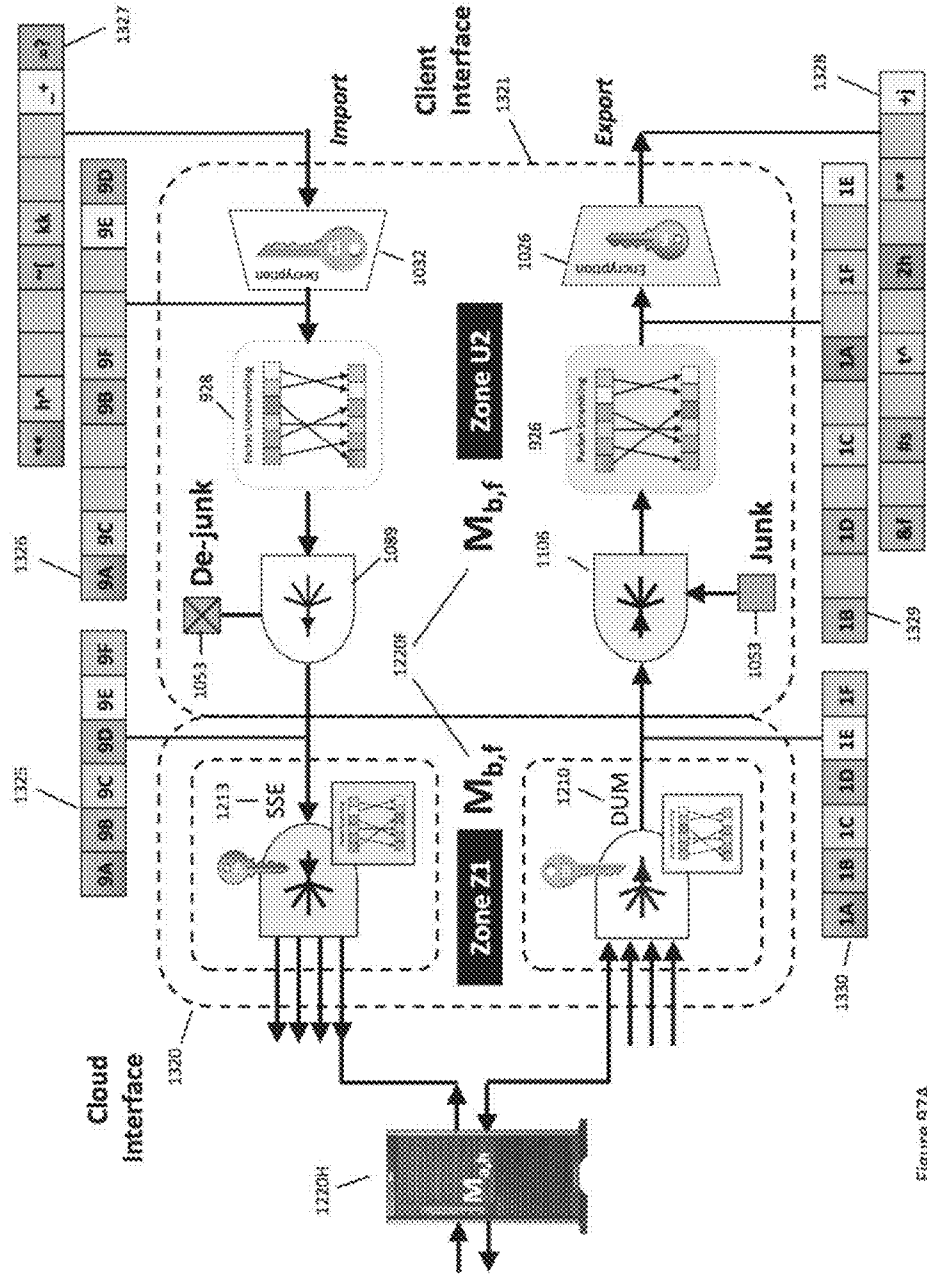 Cloud
Interface
1320
1220H
1325
9A 9B 9C 9D 9E 9F
1213
SSE
Zone Z1
M b,f
1220F
1210
DUM
1330
1A 1B 1C 1D 1E 1F
1326
9A 9C 9B 9F 9E 9D
** h^ ~[ kk _+
1327
De-junk
1053
928
Decryption
1032
Import
Client
Interface
1321
Zone U2
M b,f
1106
Junk
1053
926
Encryption
1026
Export
1329
1B 1D 1C 1A 1F 1E
1328
Figure 87A